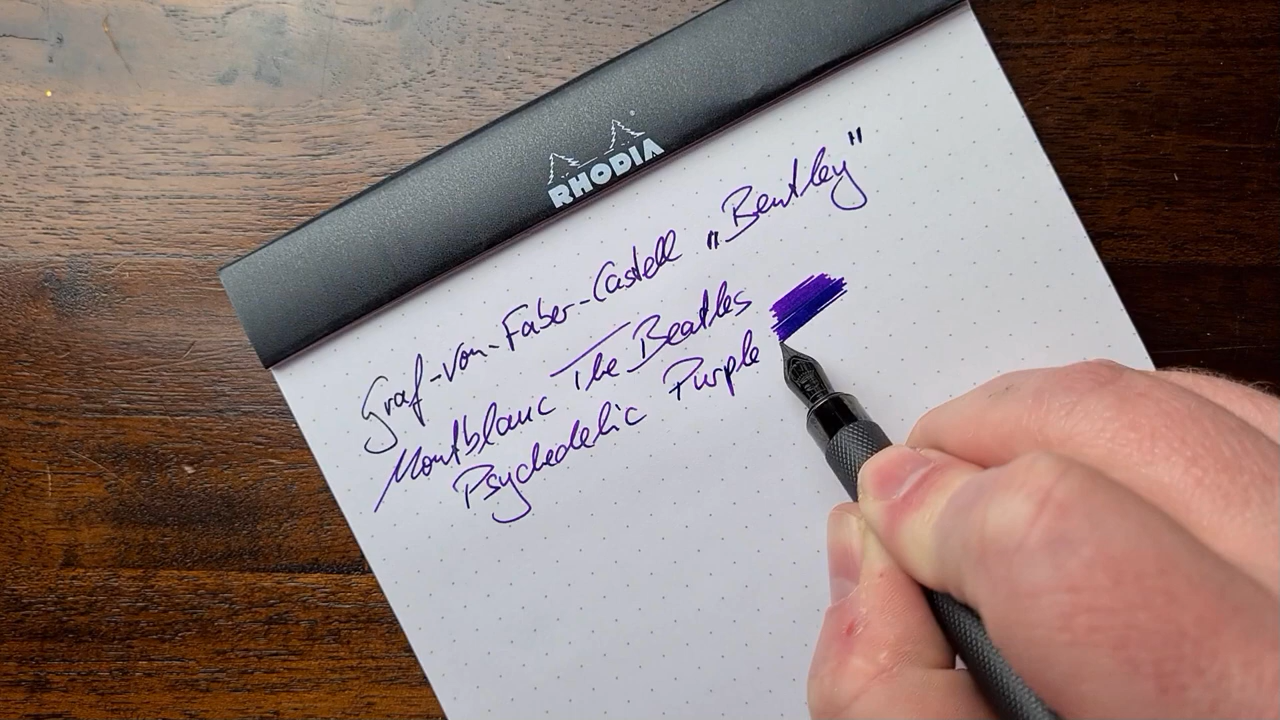 RHODIA
Graf-von-Faber-Castell „Bentley"
Montblanc The Beatles
Psychedelic Purple